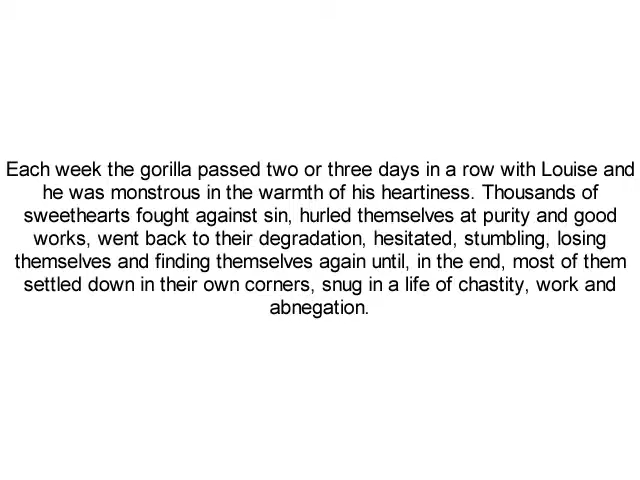 Each week the gorilla passed two or three days in a row with Louise and
he was monstrous in the warmth of his heartiness. Thousands of
sweethearts fought against sin, hurled themselves at purity and good
works, went back to their degradation, hesitated, stumbling, losing
themselves and finding themselves again until, in the end, most of them
settled down in their own corners, snug in a life of chastity, work and
abnegation.